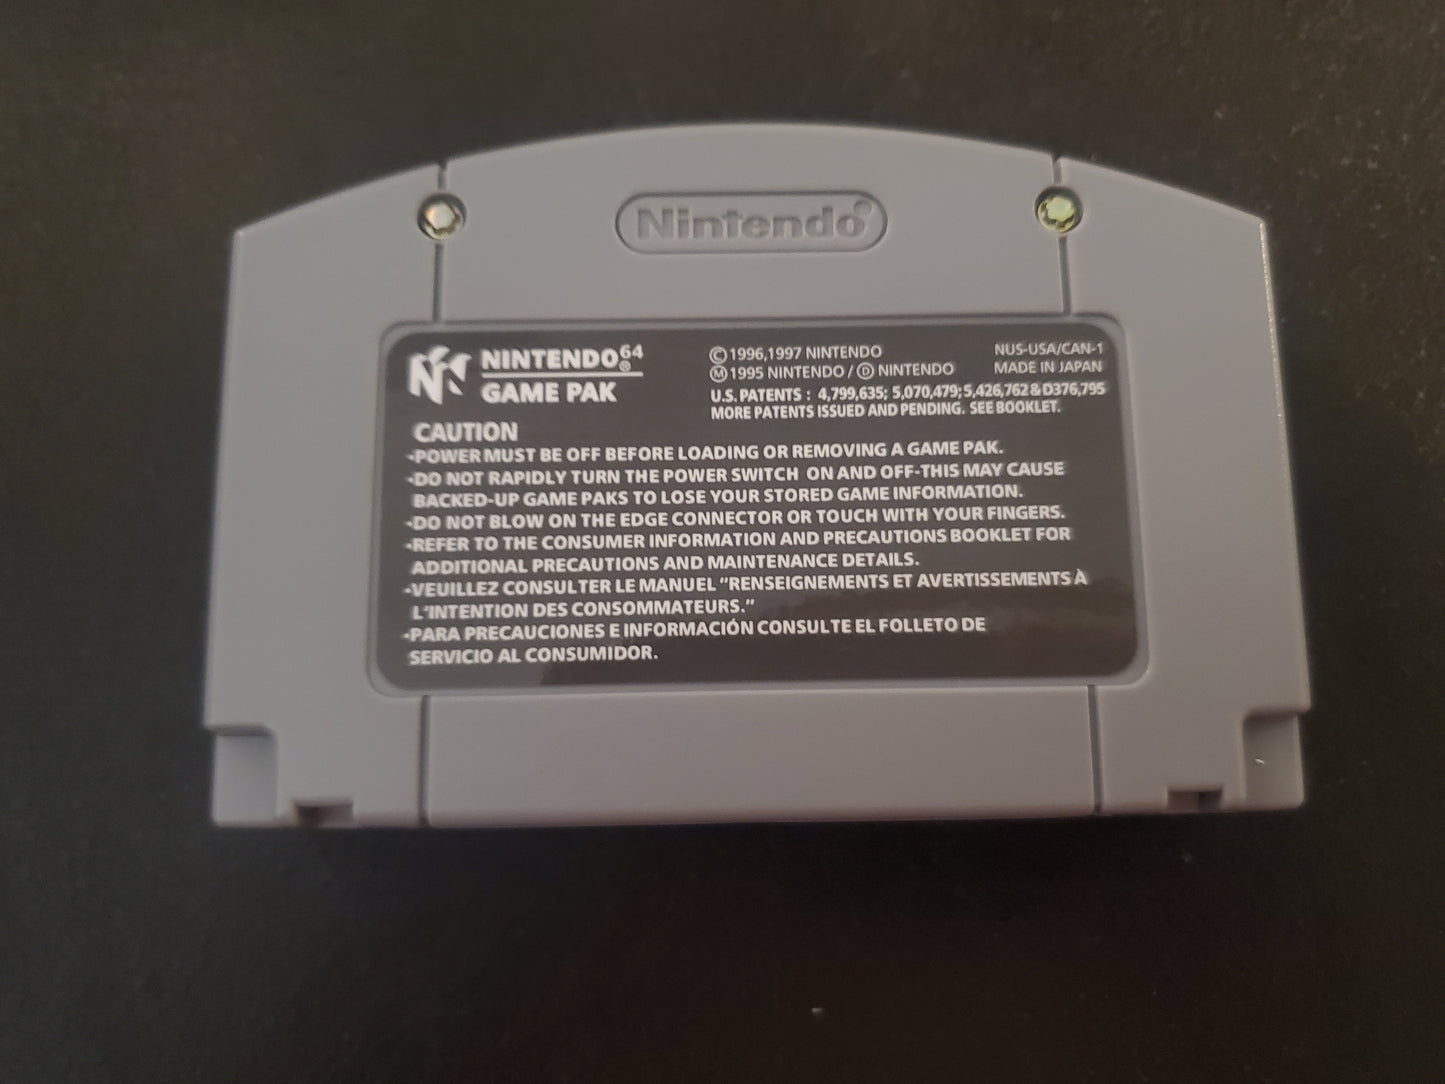 Nintendo®
NINTENDO®64
GAME PAK
©1996,1997 NINTENDO
Ⓜ1995 NINTENDO / Ⓓ NINTENDO
NUS-USA/CAN-1
MADE IN JAPAN
U.S. PATENTS : 4,799,635; 5,070,479;5,426,762&D376,795
MORE PATENTS ISSUED AND PENDING. SEE BOOKLET.
CAUTION
•POWER MUST BE OFF BEFORE LOADING OR REMOVING A GAME PAK.
•DO NOT RAPIDLY TURN THE POWER SWITCH ON AND OFF-THIS MAY CAUSE
BACKED-UP GAME PAKS TO LOSE YOUR STORED GAME INFORMATION.
•DO NOT BLOW ON THE EDGE CONNECTOR OR TOUCH WITH YOUR FINGERS.
•REFER TO THE CONSUMER INFORMATION AND PRECAUTIONS BOOKLET FOR
ADDITIONAL PRECAUTIONS AND MAINTENANCE DETAILS.
•VEUILLEZ CONSULTER LE MANUEL "RENSEIGNEMENTS ET AVERTISSEMENTS À
L'INTENTION DES CONSOMMATEURS."
•PARA PRECAUCIONES E INFORMACIÓN CONSULTE EL FOLLETO DE
SERVICIO AL CONSUMIDOR.